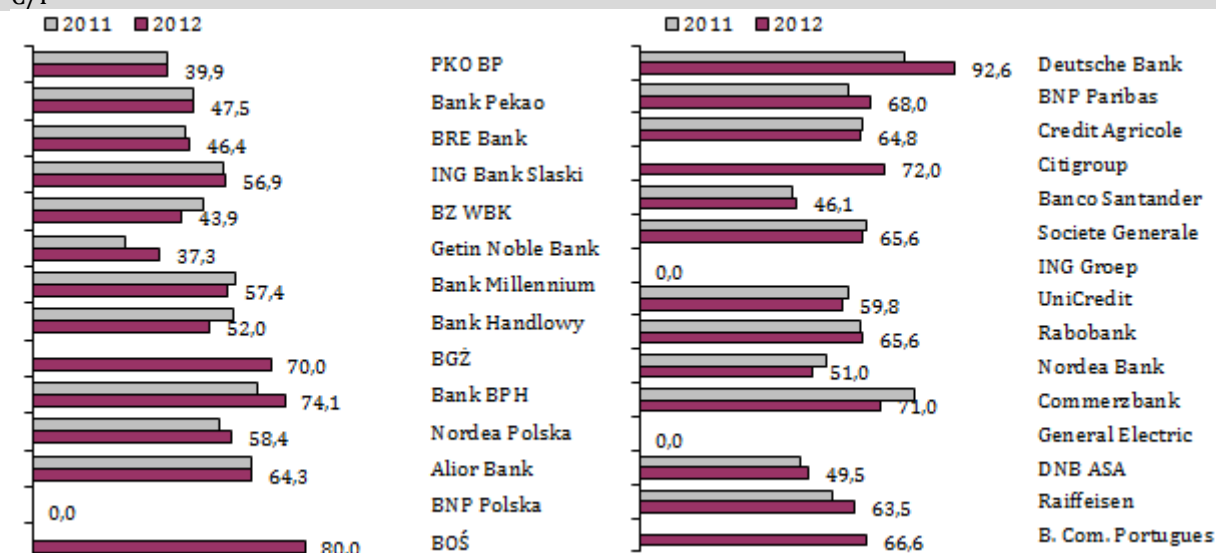 C/I
2011 2012
39,9 PKO BP
47,5 Bank Pekao
46,4 BRE Bank
56,9 ING Bank Slaski
43,9 BZ WBK
37,3 Getin Noble Bank
57,4 Bank Millennium
52,0 Bank Handlowy
70,0 BGŻ
74,1 Bank BPH
58,4 Nordea Polska
64,3 Alior Bank
0,0 BNP Polska
80,0 BOŚ
2011 2012
92,6 Deutsche Bank
68,0 BNP Paribas
64,8 Credit Agricole
72,0 Citigroup
46,1 Banco Santander
65,6 Societe Generale
0,0 ING Groep
59,8 UniCredit
65,6 Rabobank
51,0 Nordea Bank
71,0 Commerzbank
0,0 General Electric
49,5 DNB ASA
63,5 Raiffeisen
66,6 B. Com. Portugues